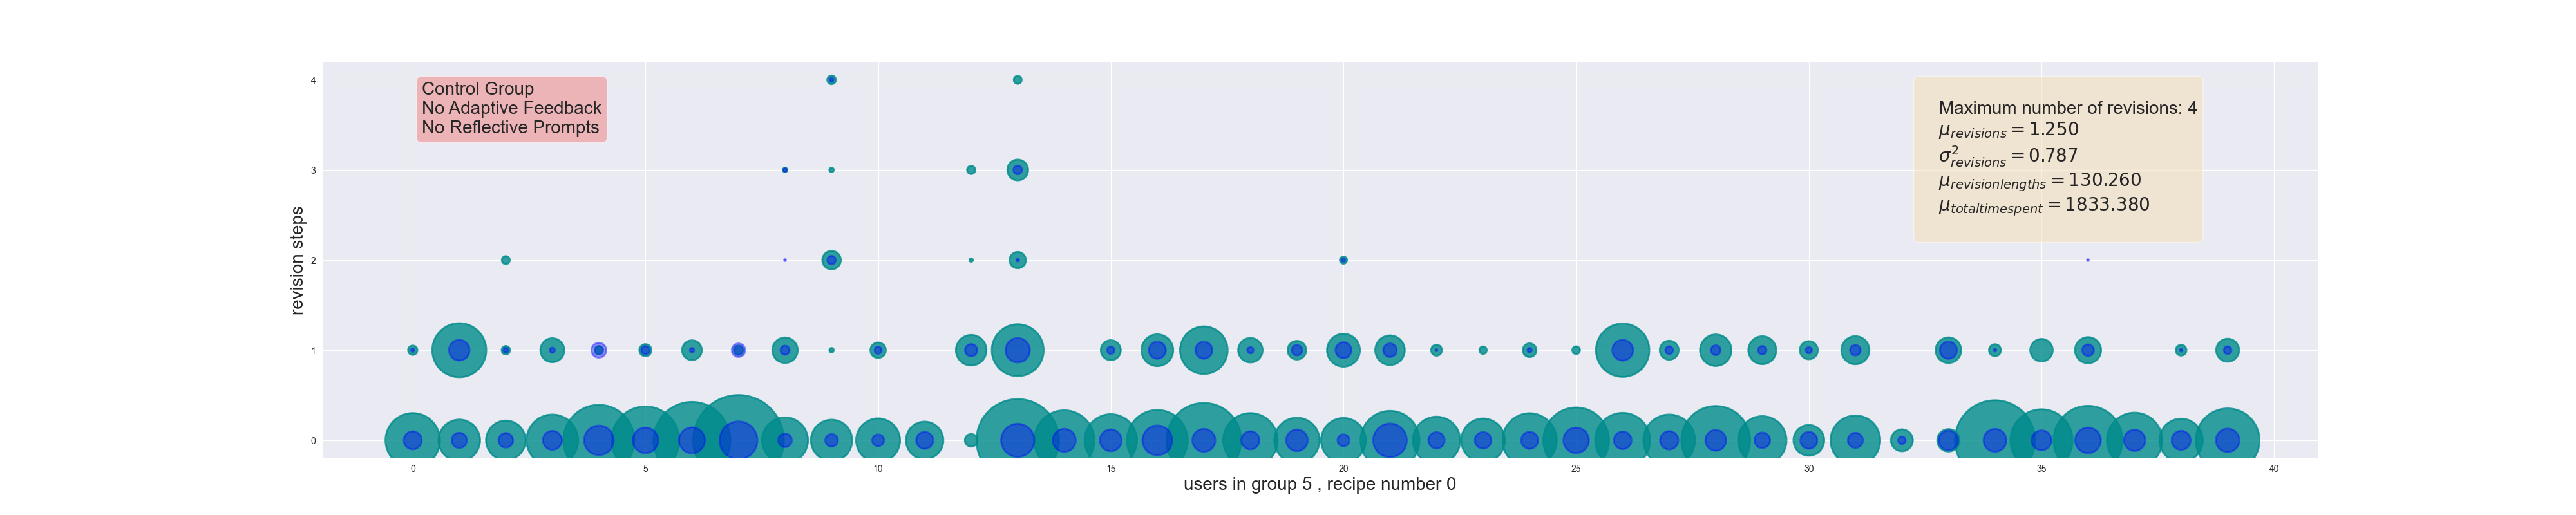 Control Group
No Adaptive Feedback
No Reflective Prompts
Maximum number of revisions: 4
μrevisions = 1.250
σ²revisions = 0.787
μrevisionlengths = 130.260
μtotaltimespent = 1833.380
revision steps
4
3
2
1
0
0 5 10 15 20 25 30 35 40
users in group 5 , recipe number 0